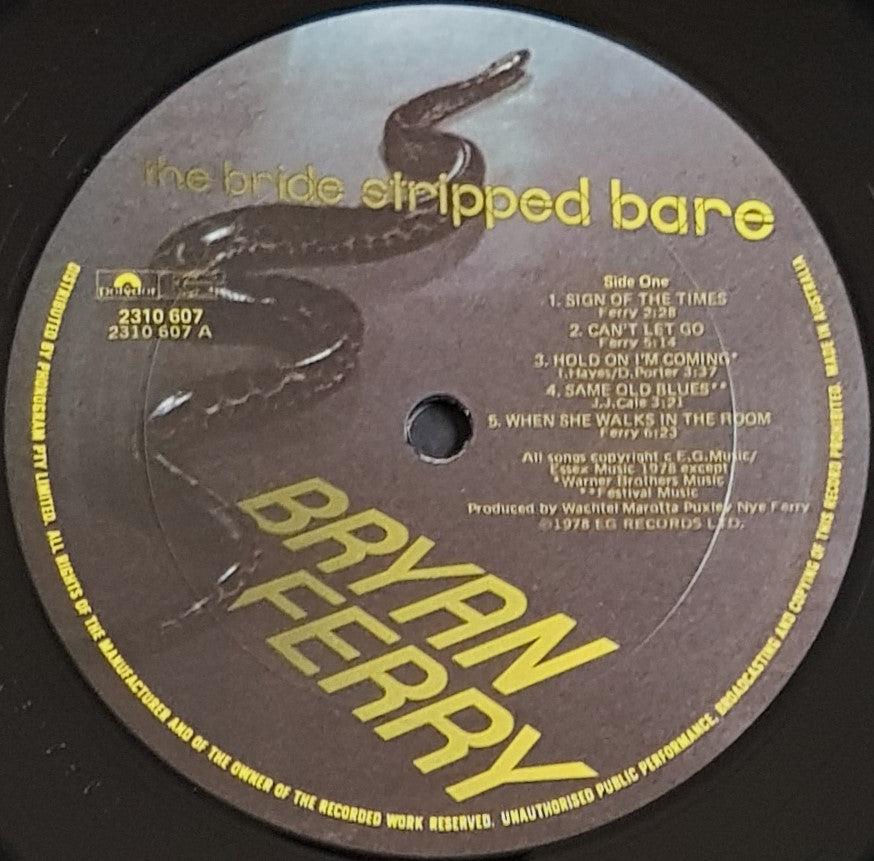 the bride stripped bare
polydor
2310 607
2310 607 A
Side One
1. SIGN OF THE TIMES
Ferry 2:28
2. CAN'T LET GO
Ferry 5:14
3. HOLD ON I'M COMING*
I.Hayes/D.Porter 3:37
4. SAME OLD BLUES**
J.J.Cale 3:21
5. WHEN SHE WALKS IN THE ROOM
Ferry 6:23
All songs copyright c E.G.Music/
Essex Music 1978 except
*Warner Brothers Music
**Festival Music
Produced by Wachtel Marotta Puxley Nye Ferry
©1978 EG RECORDS LTD.
BRYAN
FERRY
DISTRIBUTED BY PHONOGRAM PTY LIMITED. ALL RIGHTS OF THE MANUFACTURER AND OF THE OWNER OF THE RECORDED WORK RESERVED. UNAUTHORISED PUBLIC PERFORMANCE, BROADCASTING AND COPYING OF THIS RECORD PROHIBITED. MADE IN AUSTRALIA